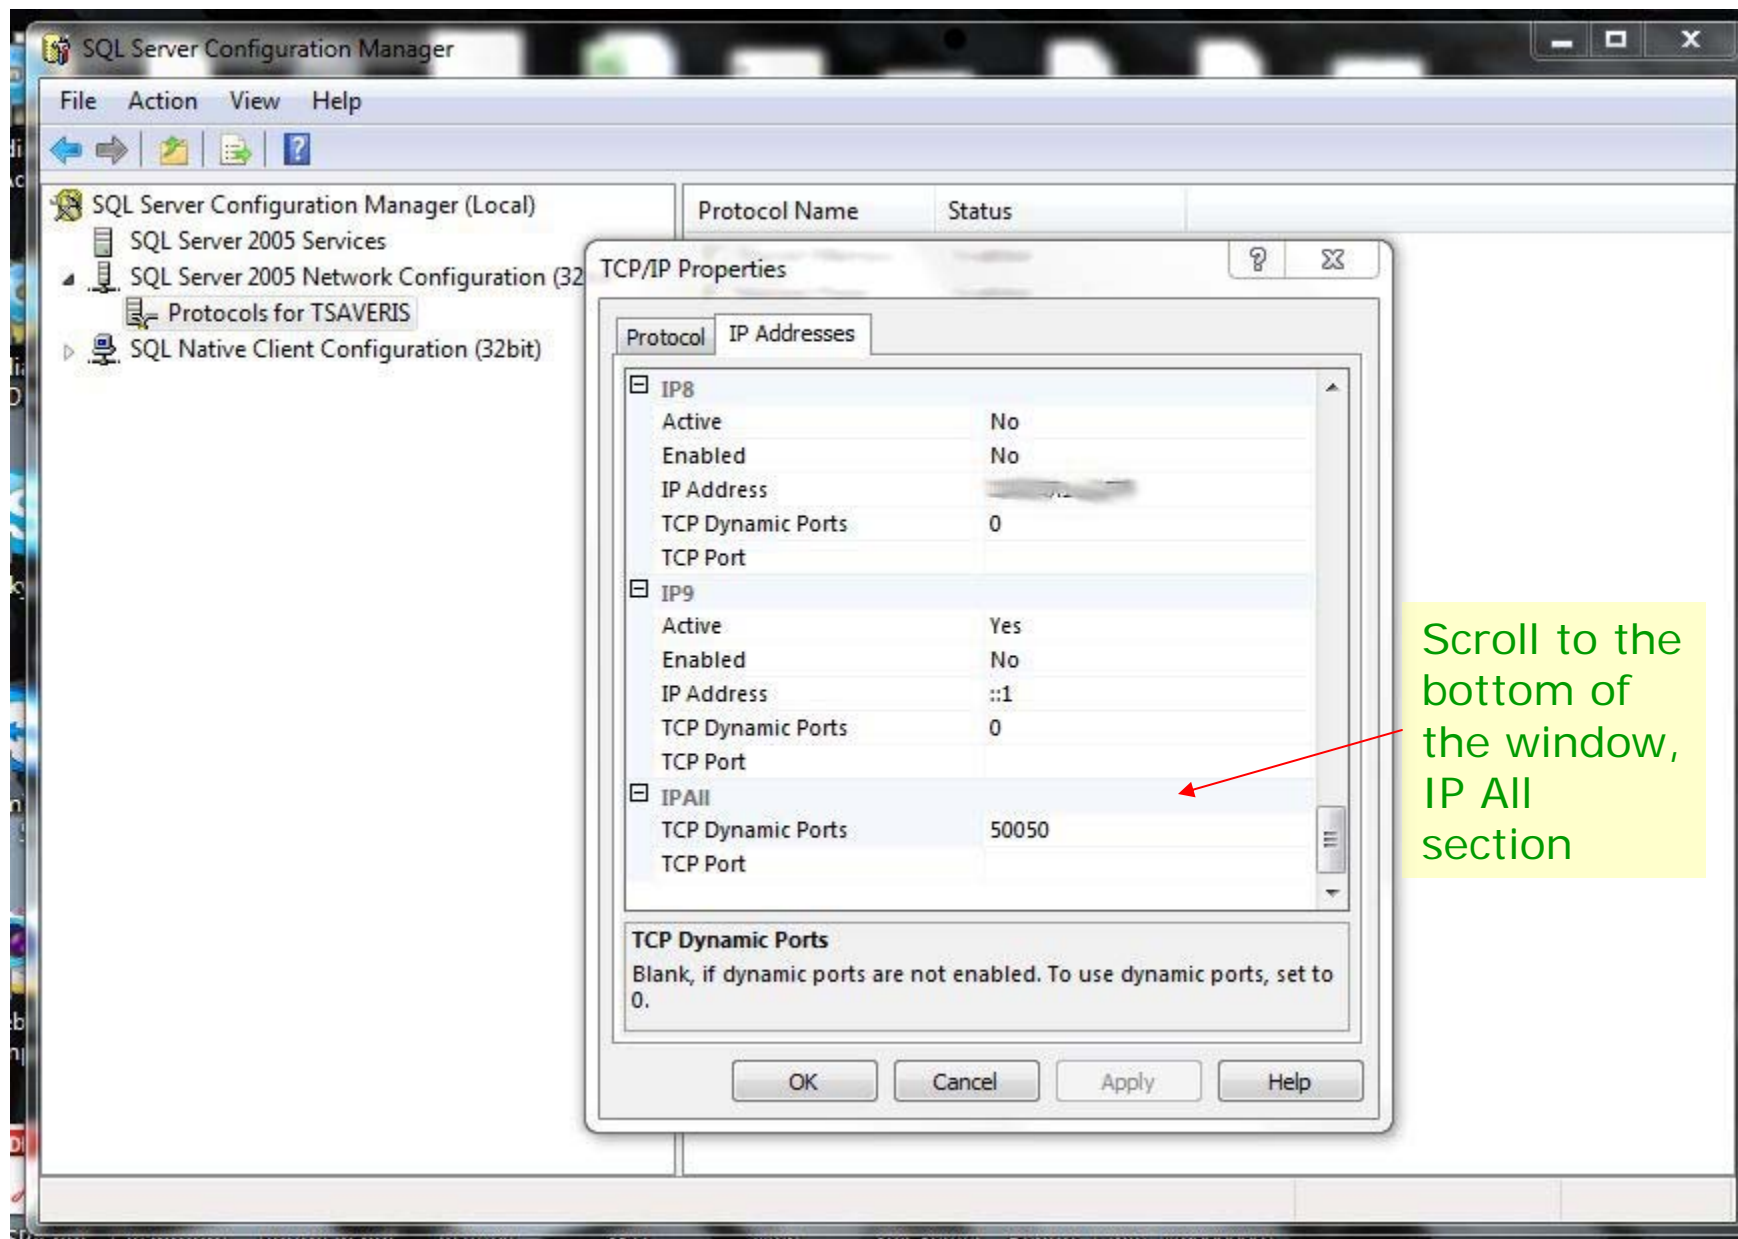 SQL Server Configuration Manager
File Action View Help
SQL Server Configuration Manager (Local)
SQL Server 2005 Services
SQL Server 2005 Network Configuration (32
Protocols for TSAVERIS
SQL Native Client Configuration (32bit)
Protocol Name Status
TCP/IP Properties
Protocol IP Addresses
IP8
Active No
Enabled No
IP Address
TCP Dynamic Ports 0
TCP Port
IP9
Active Yes
Enabled No
IP Address ::1
TCP Dynamic Ports 0
TCP Port
IPAll
TCP Dynamic Ports 50050
TCP Port
TCP Dynamic Ports
Blank, if dynamic ports are not enabled. To use dynamic ports, set to
0.
OK Cancel Apply Help
Scroll to the
bottom of
the window,
IP All
section